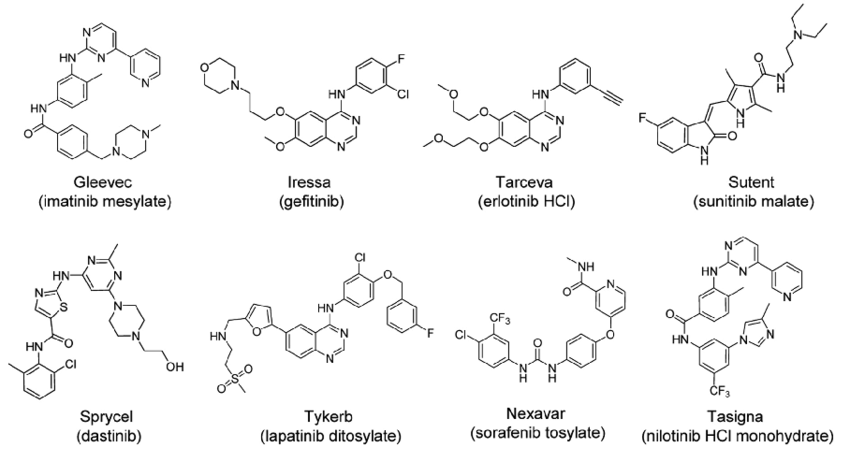 Gleevec
(imatinib mesylate)
Iressa
(gefitinib)
Tarceva
(erlotinib HCl)
Sutent
(sunitinib malate)
Sprycel
(dastinib)
Tykerb
(lapatinib ditosylate)
Nexavar
(sorafenib tosylate)
Tasigna
(nilotinib HCl monohydrate)